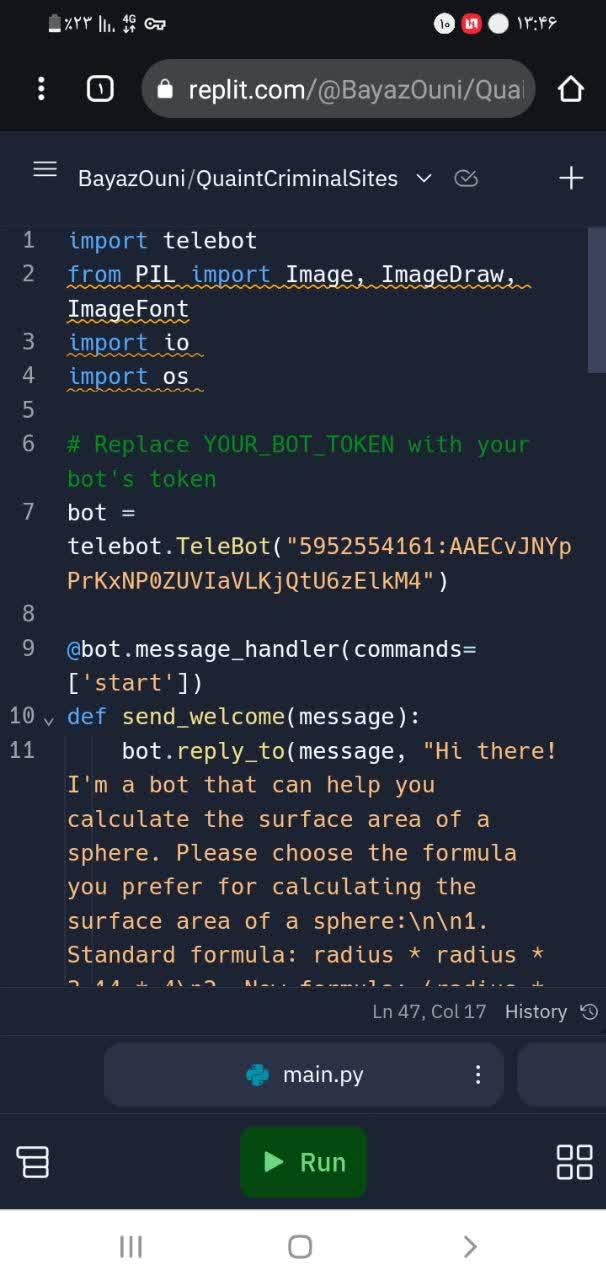 ٪۲۳ 4G ۱۰ ۱۳:۴۶
۱ replit.com/@BayazOuni/Quai
BayazOuni/QuaintCriminalSites
1 import telebot
2 from PIL import Image, ImageDraw,
ImageFont
3 import io
4 import os
5
6 # Replace YOUR_BOT_TOKEN with your
bot's token
7 bot =
telebot.TeleBot("5952554161:AAECvJNYp
PrKxNP0ZUVIaVLKjQtU6zElkM4")
8
9 @bot.message_handler(commands=
['start'])
10 def send_welcome(message):
11 bot.reply_to(message, "Hi there!
I'm a bot that can help you
calculate the surface area of a
sphere. Please choose the formula
you prefer for calculating the
surface area of a sphere:\n\n1.
Standard formula: radius * radius *
Ln 47, Col 17 History
main.py
Run